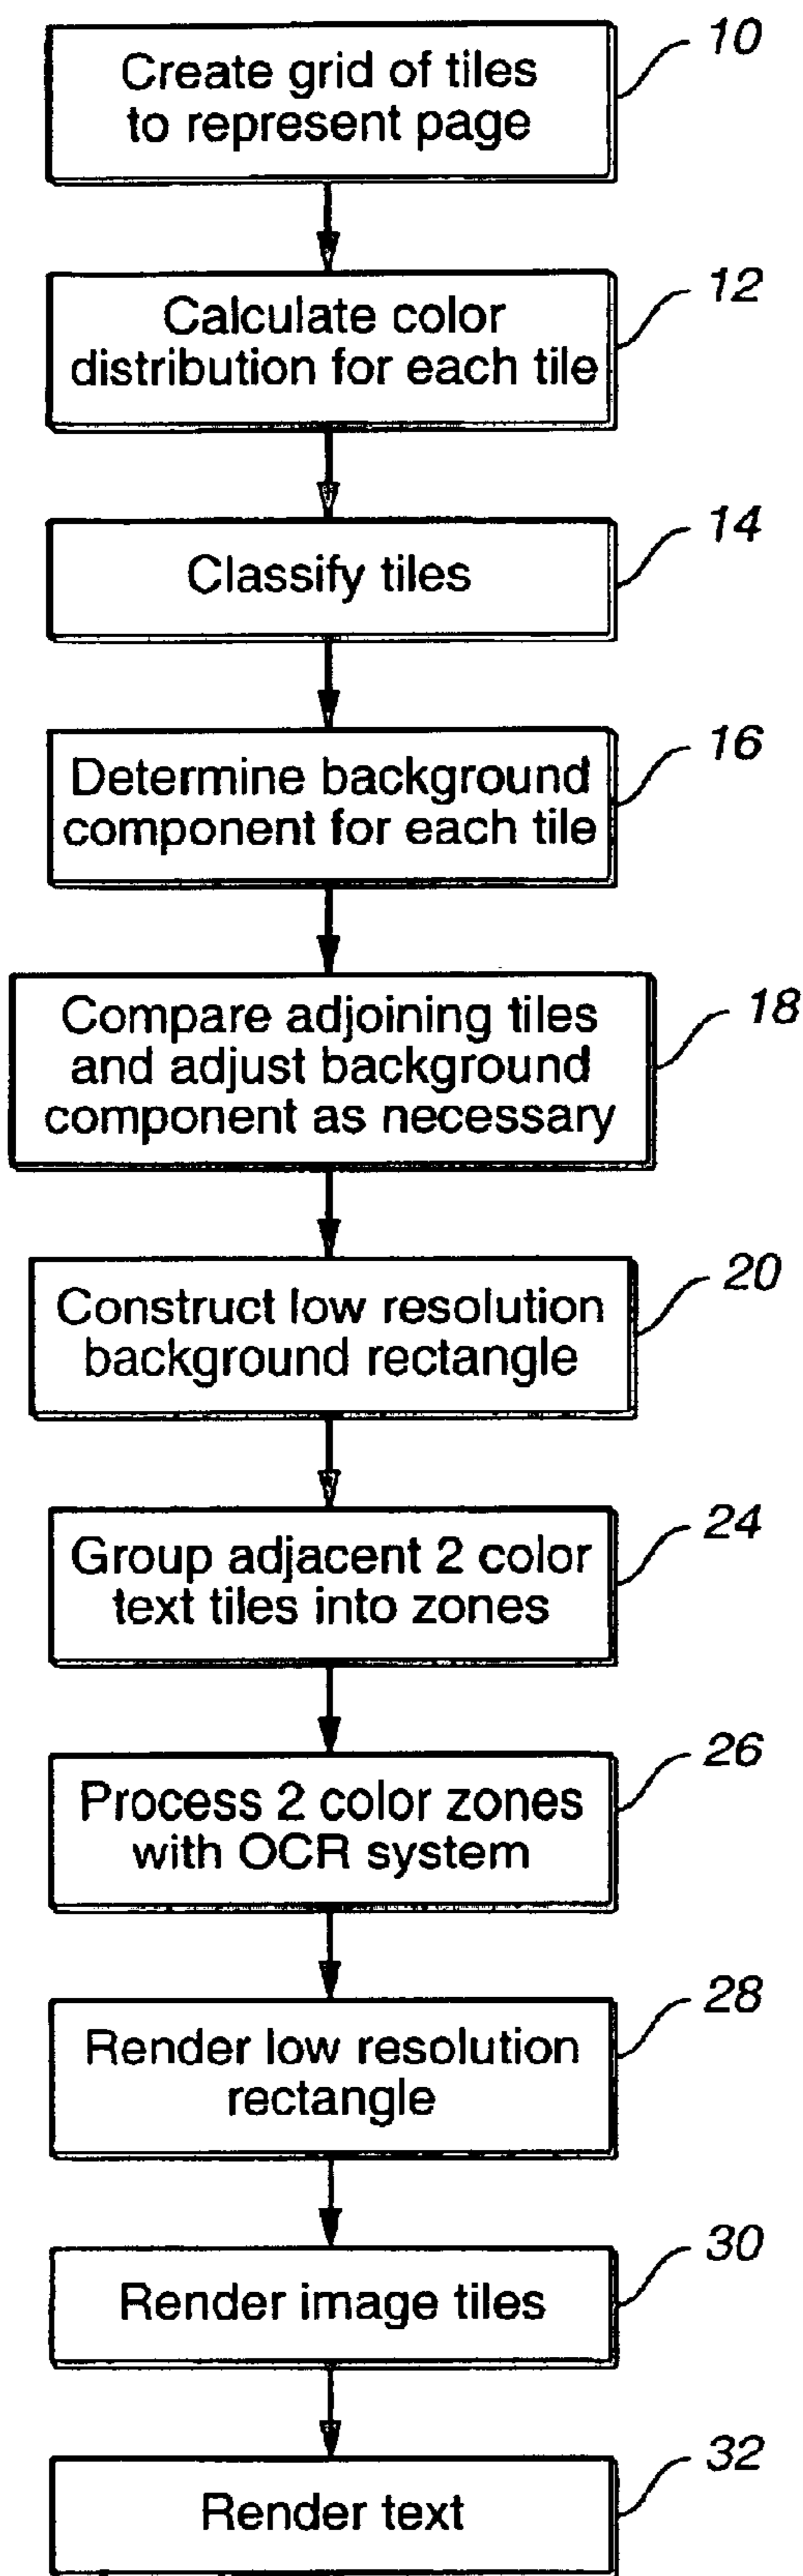 Create grid of tiles
to represent page
10
Calculate color
distribution for each tile
12
Classify tiles
14
Determine background
component for each tile
16
Compare adjoining tiles
and adjust background
component as necessary
18
Construct low resolution
background rectangle
20
Group adjacent 2 color
text tiles into zones
24
Process 2 color zones
with OCR system
26
Render low resolution
rectangle
28
Render image tiles
30
Render text
32